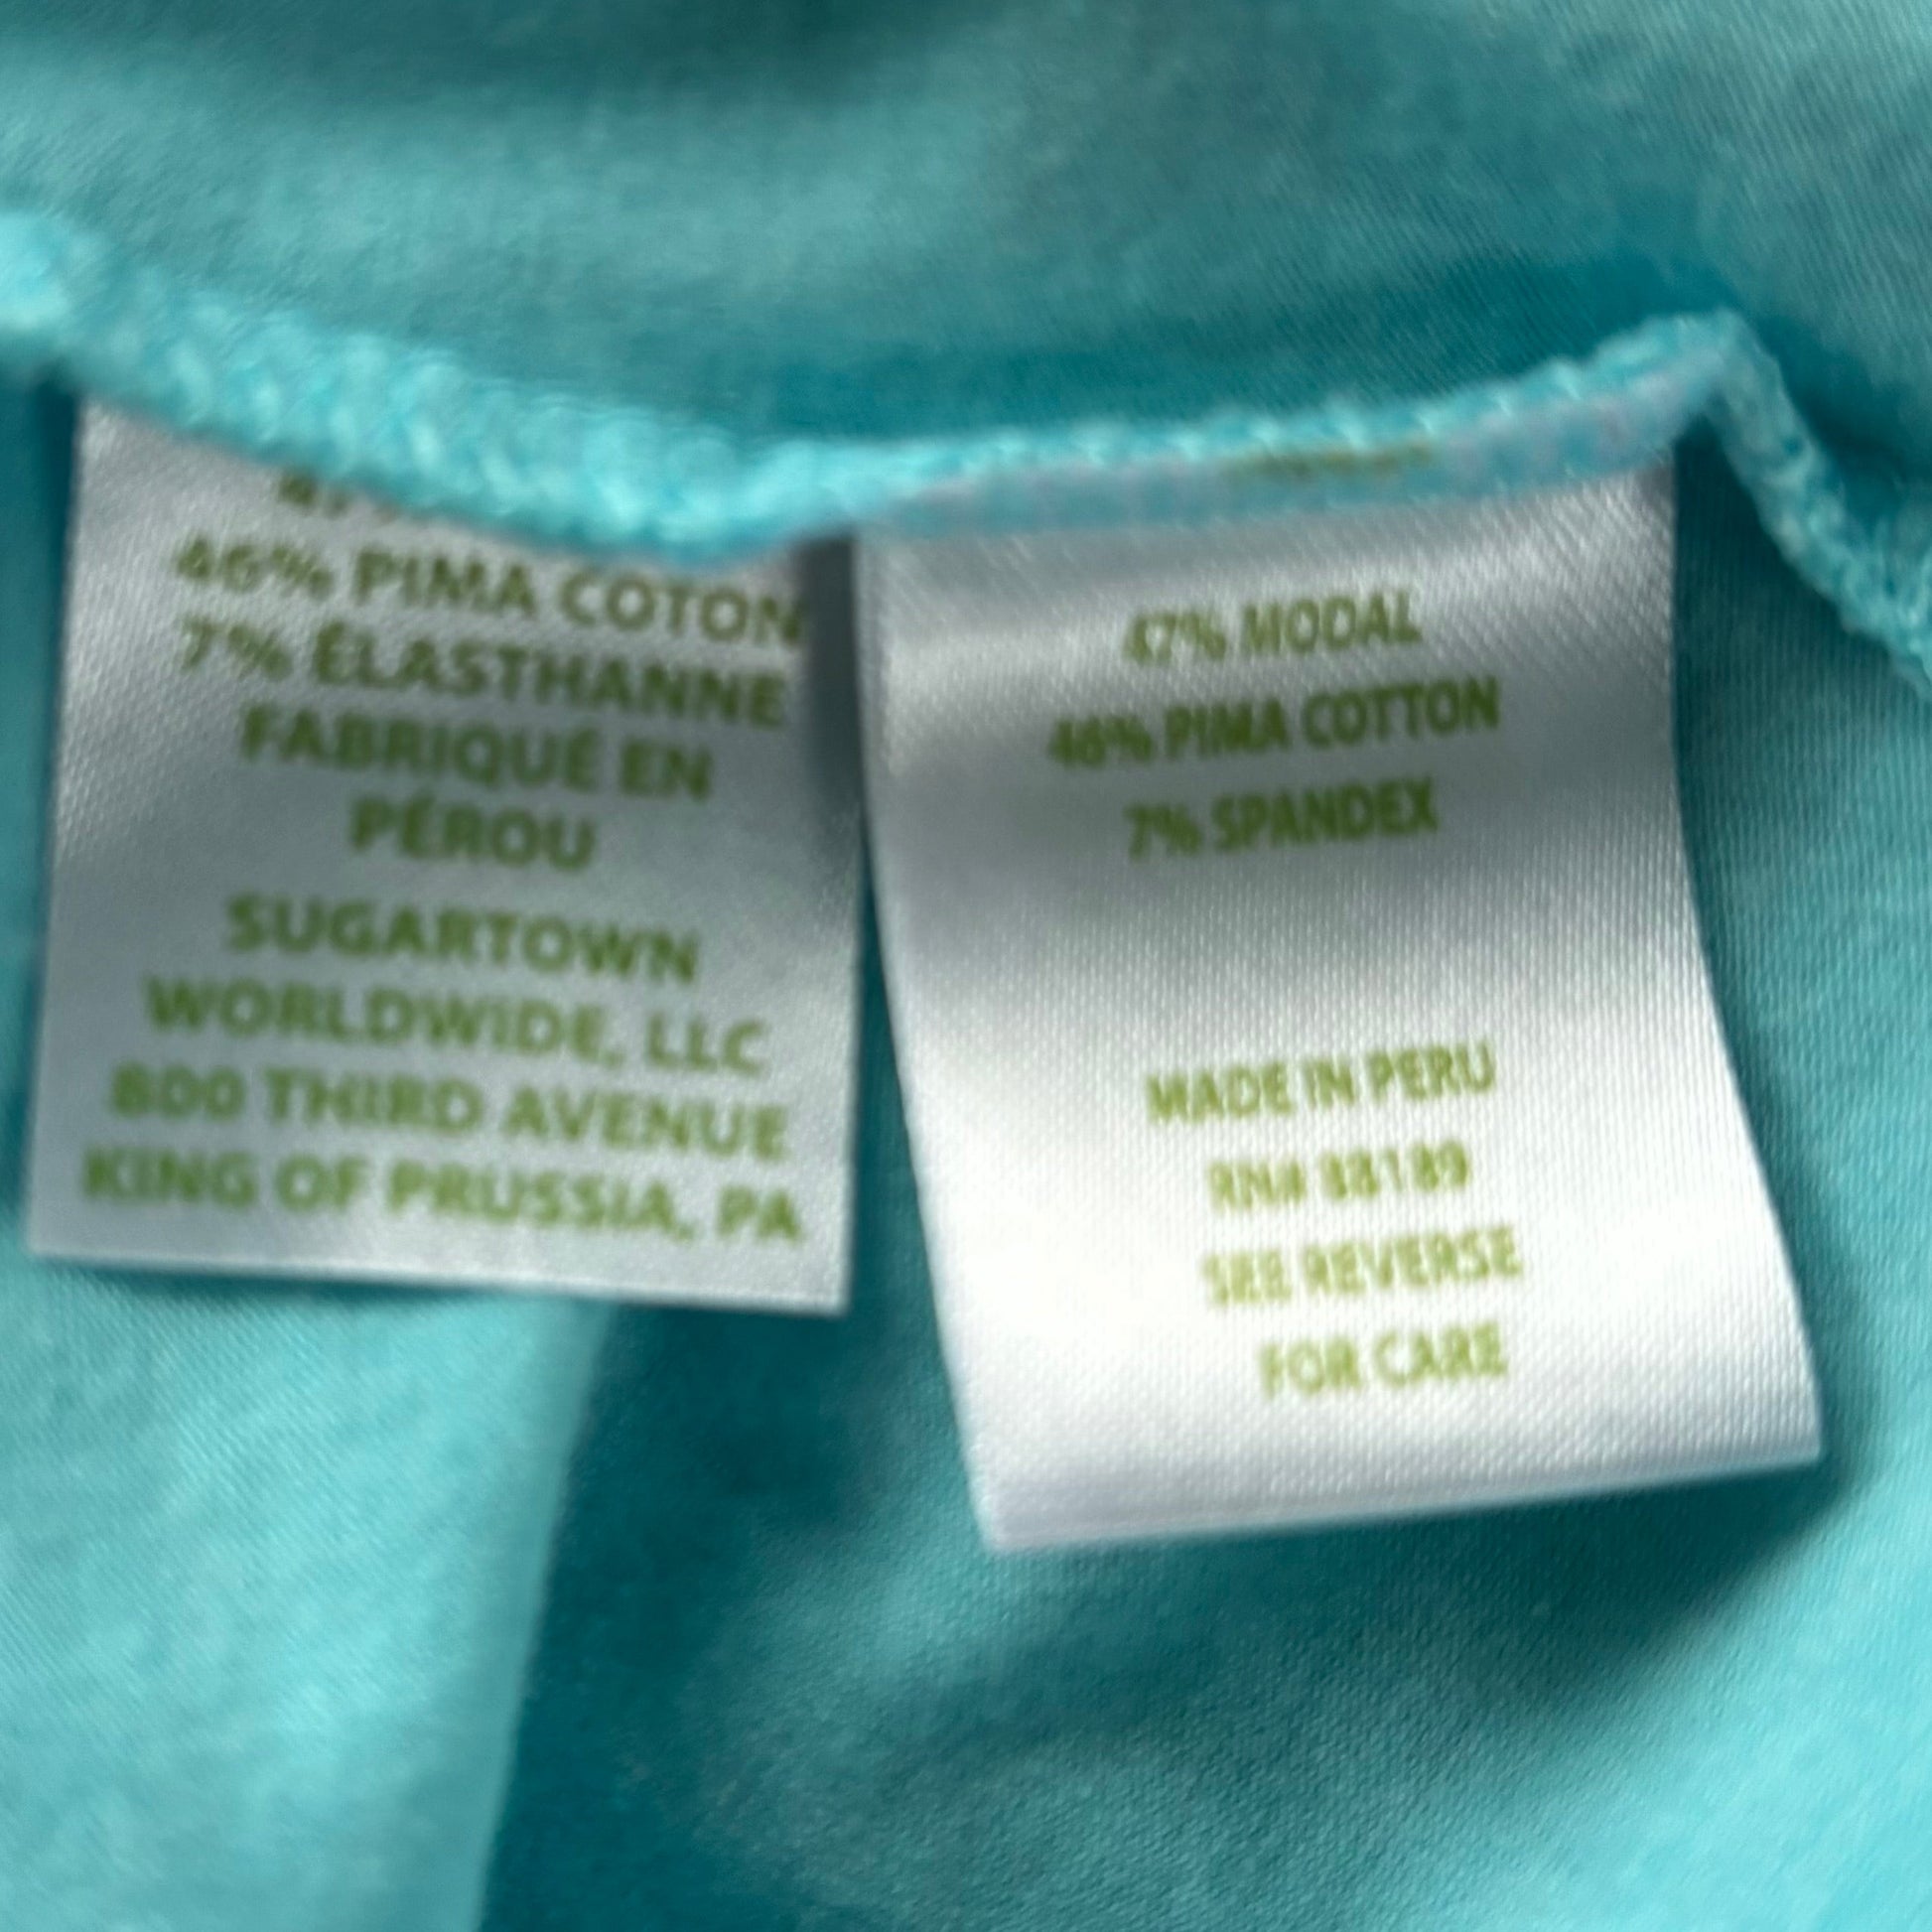 46% PIMA COTON
7% ÉLASTHANNE
FABRIQUÉ EN
PÉROU
SUGARTOWN
WORLDWIDE, LLC
800 THIRD AVENUE
KING OF PRUSSIA, PA
47% MODAL
46% PIMA COTTON
7% SPANDEX
MADE IN PERU
RN# 88189
SEE REVERSE
FOR CARE